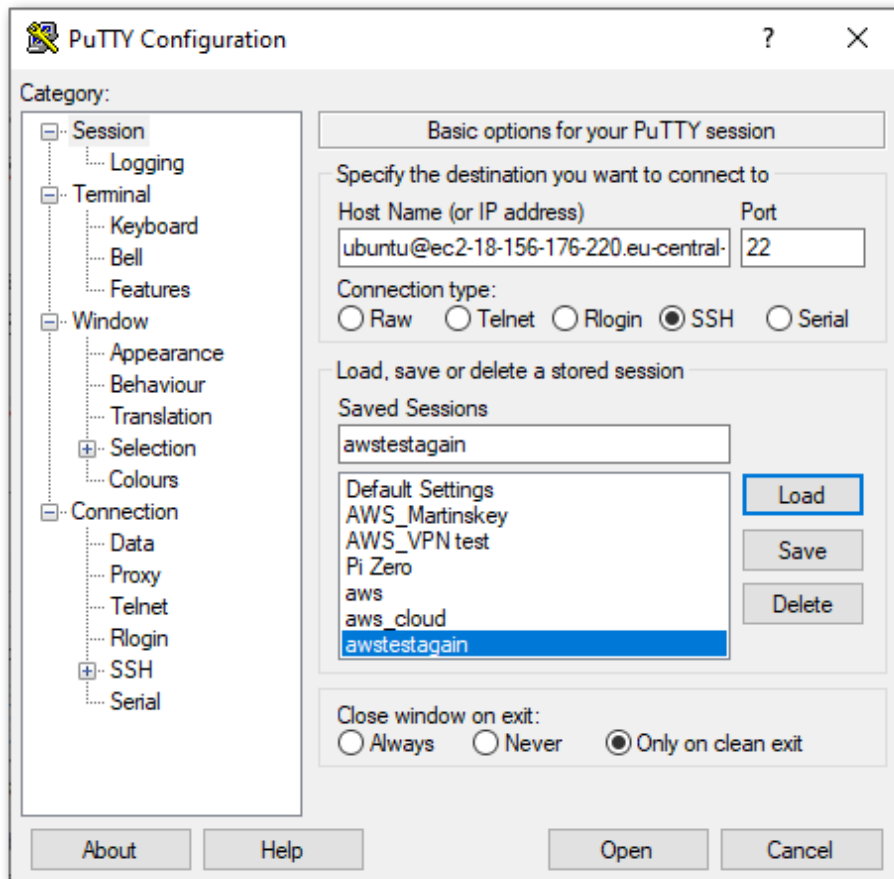 PuTTY Configuration
?
Category:
Session
Logging
Terminal
Keyboard
Bell
Features
Window
Appearance
Behaviour
Translation
Selection
Colours
Connection
Data
Proxy
Telnet
Rlogin
SSH
Serial
Basic options for your PuTTY session
Specify the destination you want to connect to
Host Name (or IP address) Port
ubuntu@ec2-18-156-176-220.eu-central- 22
Connection type:
Raw Telnet Rlogin SSH Serial
Load, save or delete a stored session
Saved Sessions
awstestagain
Default Settings
AWS_Martinskey
AWS_VPN test
Pi Zero
aws
aws_cloud
awstestagain
Load
Save
Delete
Close window on exit:
Always Never Only on clean exit
About Help Open Cancel